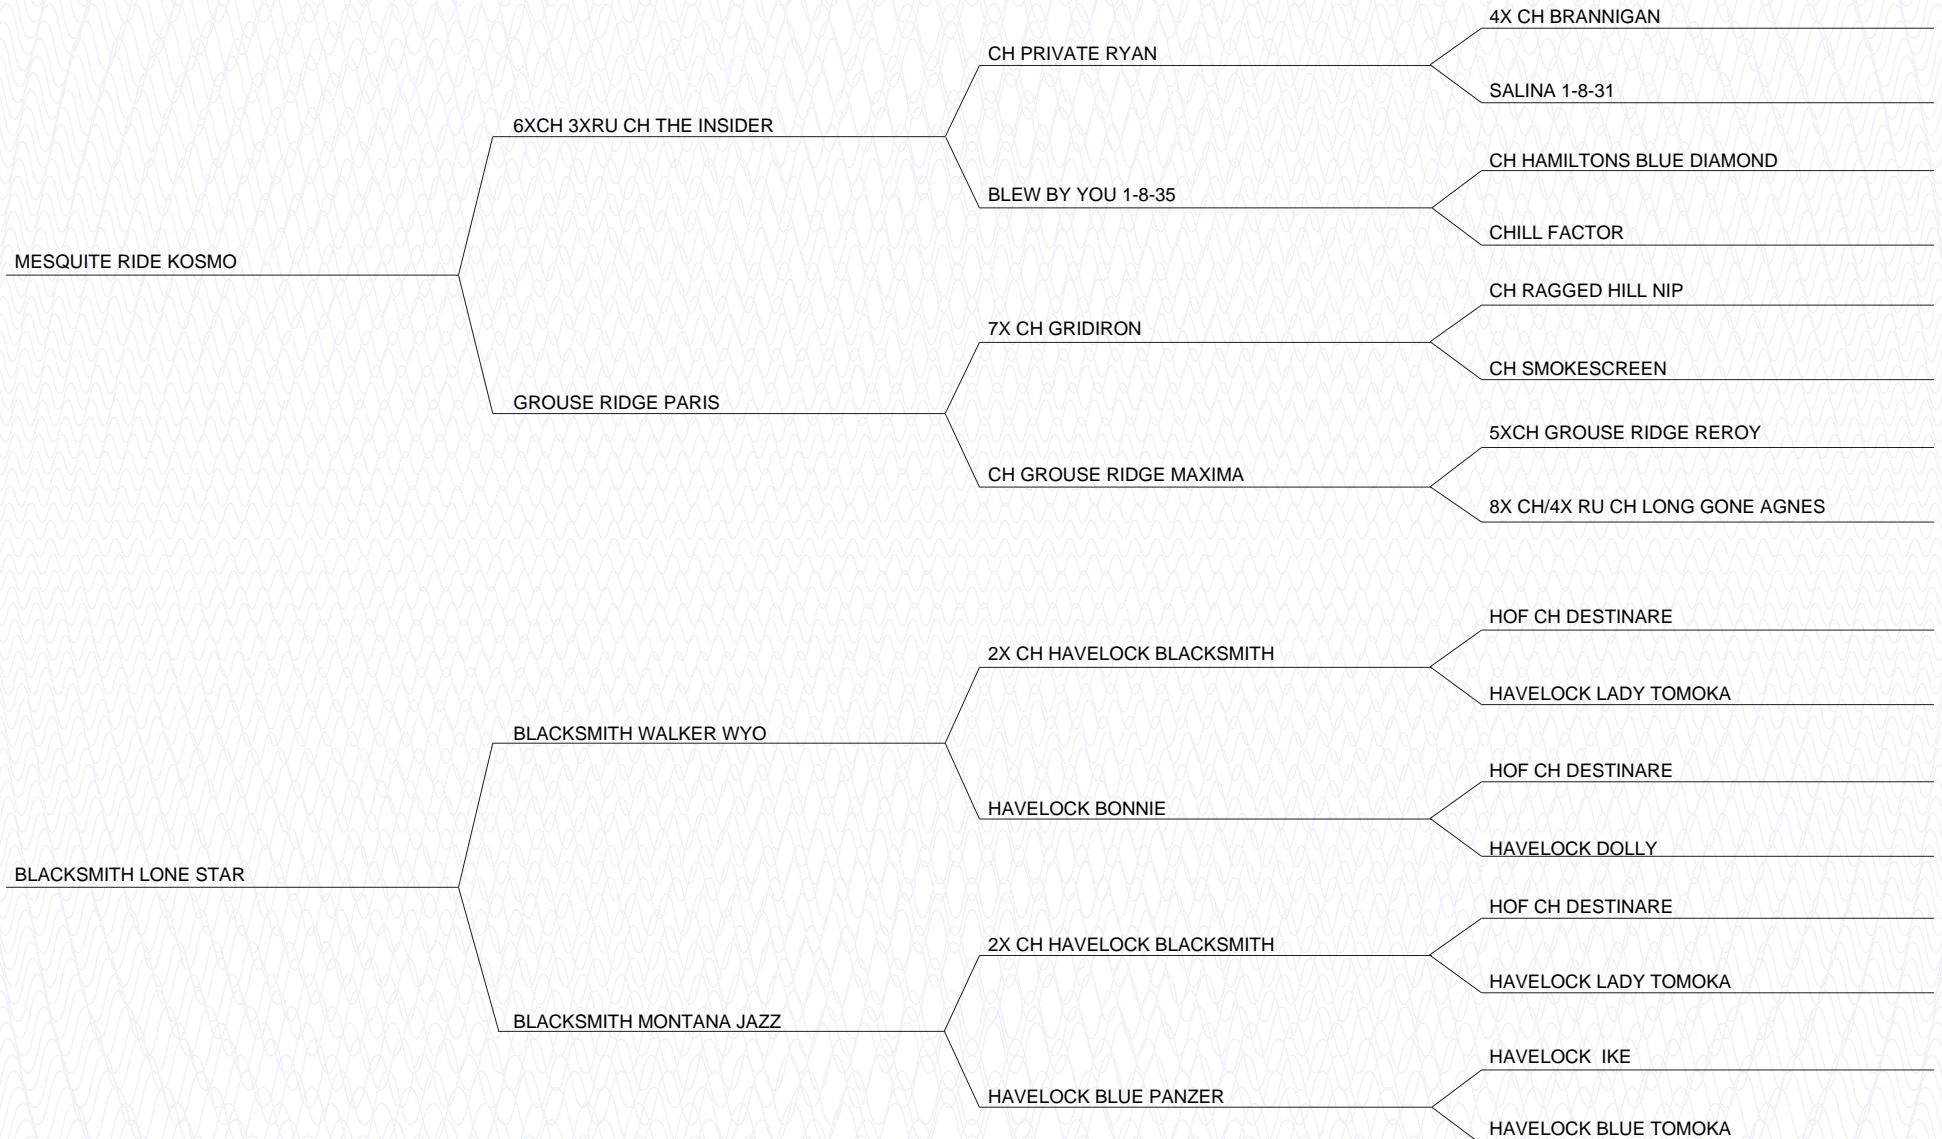 4X CH BRANNIGAN
CH PRIVATE RYAN
SALINA 1-8-31
6XCH 3XRU CH THE INSIDER
CH HAMILTONS BLUE DIAMOND
BLEW BY YOU 1-8-35
CHILL FACTOR
MESQUITE RIDE KOSMO
CH RAGGED HILL NIP
7X CH GRIDIRON
CH SMOKESCREEN
GROUSE RIDGE PARIS
5XCH GROUSE RIDGE REROY
CH GROUSE RIDGE MAXIMA
8X CH/4X RU CH LONG GONE AGNES
HOF CH DESTINARE
2X CH HAVELOCK BLACKSMITH
HAVELOCK LADY TOMOKA
BLACKSMITH WALKER WYO
HOF CH DESTINARE
HAVELOCK BONNIE
HAVELOCK DOLLY
BLACKSMITH LONE STAR
HOF CH DESTINARE
2X CH HAVELOCK BLACKSMITH
HAVELOCK LADY TOMOKA
BLACKSMITH MONTANA JAZZ
HAVELOCK  IKE
HAVELOCK BLUE PANZER
HAVELOCK BLUE TOMOKA